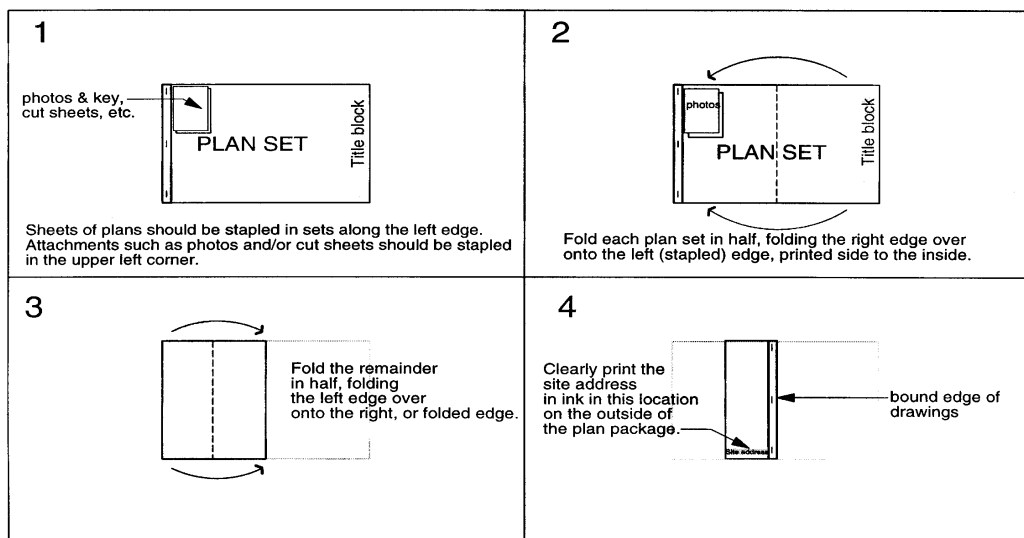 1
photos & key,
cut sheets, etc.
PLAN SET
Title block
Sheets of plans should be stapled in sets along the left edge.
Attachments such as photos and/or cut sheets should be stapled
in the upper left corner.
2
photos
PLAN SET
Title block
Fold each plan set in half, folding the right edge over
onto the left (stapled) edge, printed side to the inside.
3
Fold the remainder
in half, folding
the left edge over
onto the right, or folded edge.
4
Clearly print the
site address
in ink in this location
on the outside of
the plan package.
Site address
bound edge of
drawings